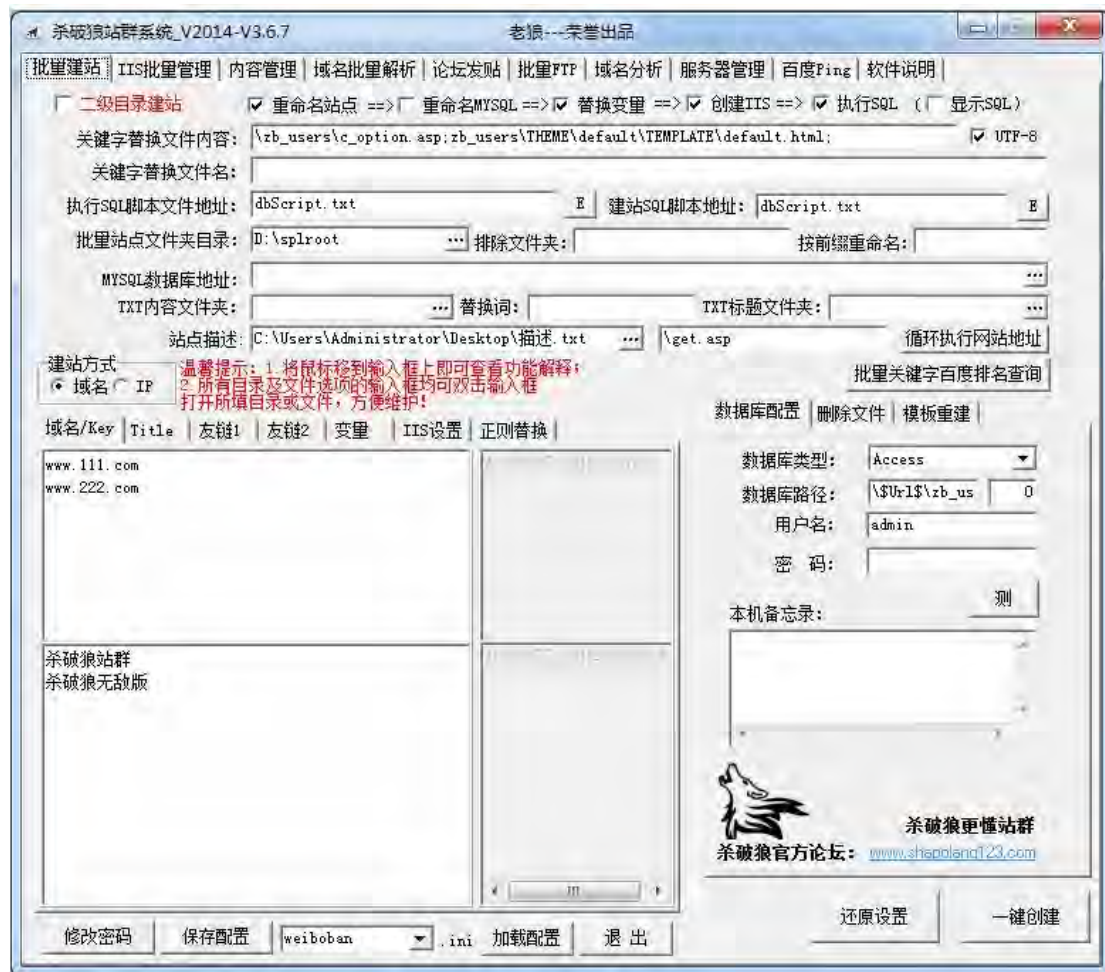 杀破狼站群系统_V2014-V3.6.7 老狼---荣誉出品
批量建站 IIS批量管理 内容管理 域名批量解析 论坛发贴 批量FTP 域名分析 服务器管理 百度Ping 软件说明
二级目录建站 重命名站点 ==> 重命名MYSQL ==> 替换变量 ==> 创建IIS ==> 执行SQL ( 显示SQL)
关键字替换文件内容: \zb_users\c_option.asp;zb_users\THEME\default\TEMPLATE\default.html; UTF-8
关键字替换文件名:
执行SQL脚本文件地址: dbScript.txt E 建站SQL脚本地址: dbScript.txt E
批量站点文件夹目录: D:\splroot ... 排除文件夹: 按前缀重命名:
MYSQL数据库地址: ...
TXT内容文件夹: ... 替换词: TXT标题文件夹: ...
站点描述: C:\Users\Administrator\Desktop\描述.txt ... \get.asp 循环执行网站地址
建站方式
域名 IP
温馨提示: 1.将鼠标移到输入框上即可查看功能解释;
2.所有目录及文件选项的输入框均可双击输入框
打开所填目录或文件,方便维护!
批量关键字百度排名查询
域名/Key Title 友链1 友链2 变量 IIS设置 正则替换
www.111.com
www.222.com
杀破狼站群
杀破狼无敌版
数据库配置 删除文件 模板重建
数据库类型: Access
数据库路径: \$Url$\zb_us 0
用户名: admin
密 码:
测
本机备忘录:
杀破狼更懂站群
杀破狼官方论坛: www.shapolang123.com
还原设置 一键创建
修改密码 保存配置 weiboban .ini 加载配置 退 出